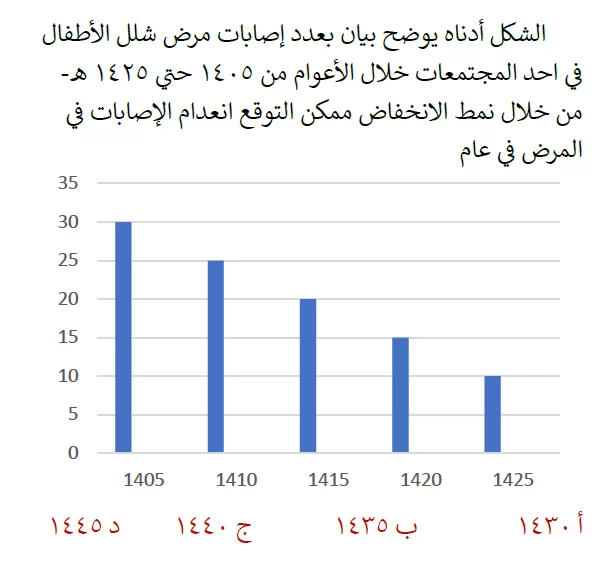 الشكل أدناه يوضح بيان بعدد إصابات مرض شلل الأطفال
في احد المجتمعات خلال الأعوام من ١٤٠٥ حتي ١٤٢٥ هـ-
من خلال نمط الانخفاض ممكن التوقع انعدام الإصابات في
المرض في عام
35
30
25
20
15
10
5
0
1405 1410 1415 1420 1425
أ ١٤٣٠ ب ١٤٣٥ ج ١٤٤٠ د ١٤٤٥